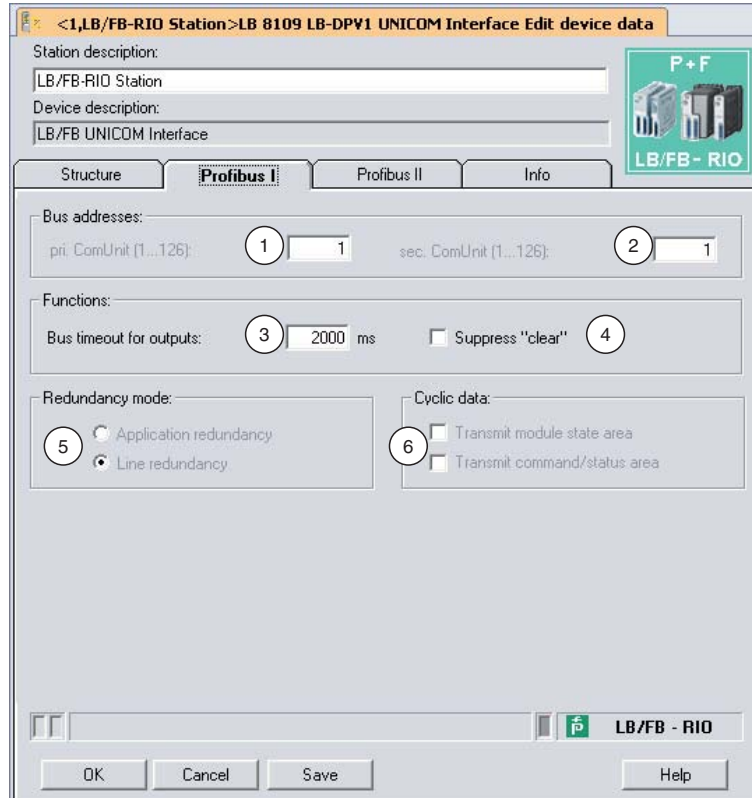 <1,LB/FB-RIO Station>LB 8109 LB-DPV1 UNICOM Interface Edit device data
Station description:
LB/FB-RIO Station
Device description:
LB/FB UNICOM Interface
P+F
LB/FB - RIO
Structure Profibus I Profibus II Info
Bus addresses:
pri. ComUnit (1...126): 1 1 sec. ComUnit (1...126): 2 1
Functions:
Bus timeout for outputs: 3 2000 ms Suppress "clear" 4
Redundancy mode:
5
Application redundancy
Line redundancy
Cyclic data:
6
Transmit module state area
Transmit command/status area
LB/FB - RIO
OK Cancel Save Help